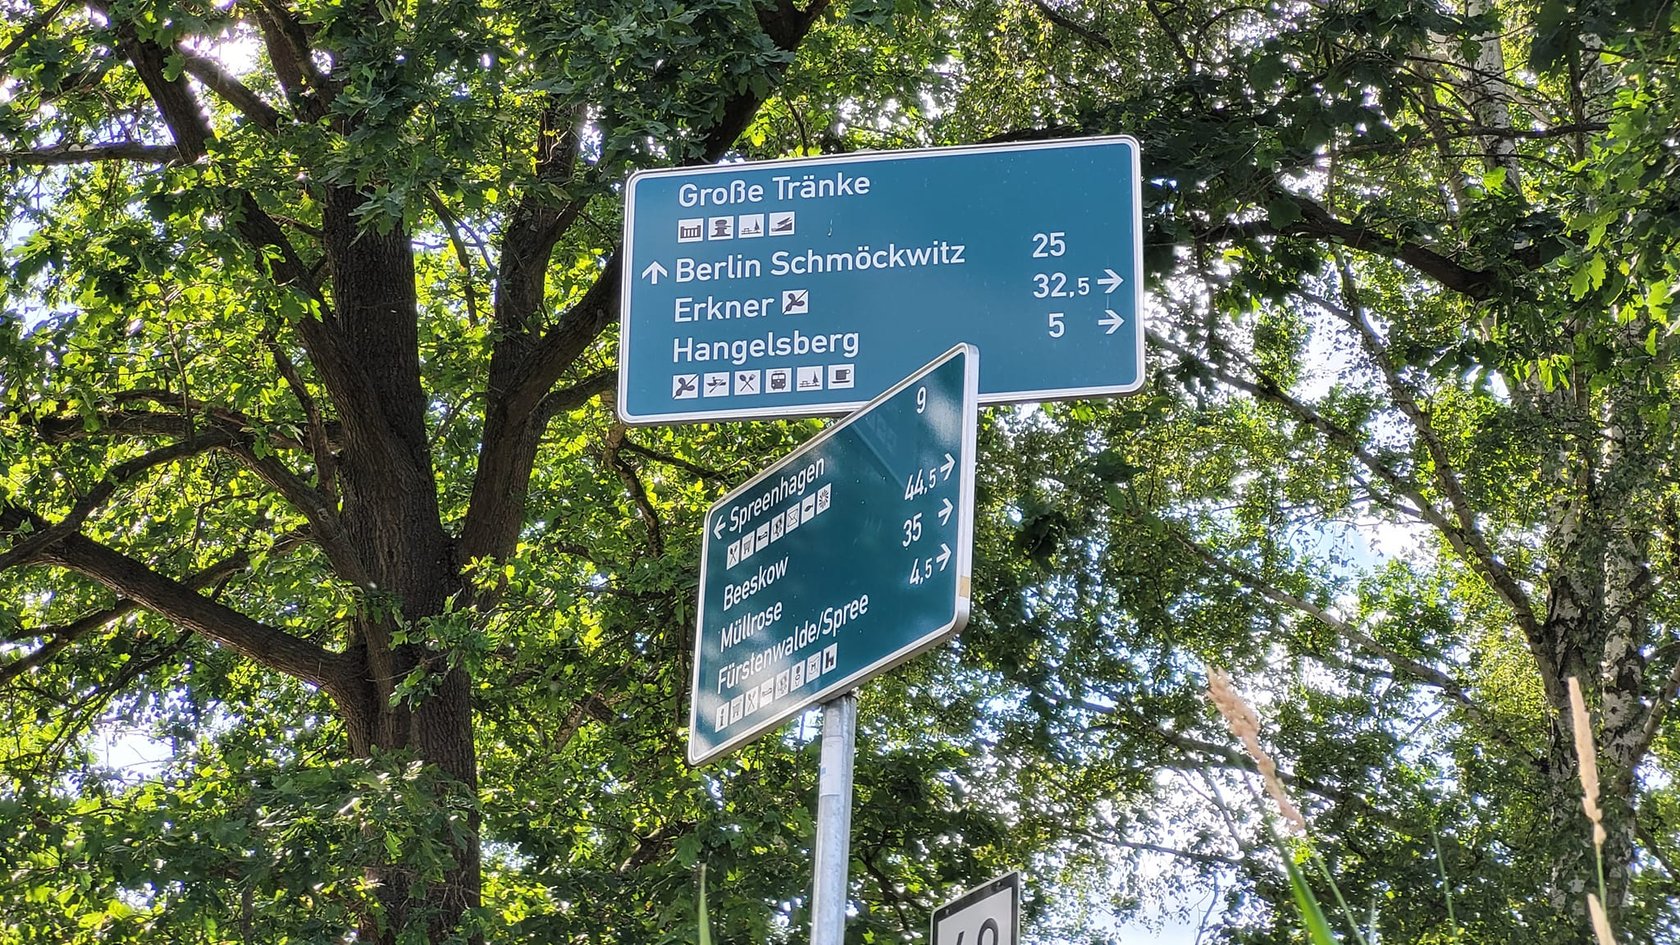 Große Tränke
Berlin Schmöckwitz 25
Erkner 32,5
Hangelsberg 5
Spreenhagen 9
Beeskow 44,5
Müllrose 35
Fürstenwalde/Spree 4,5